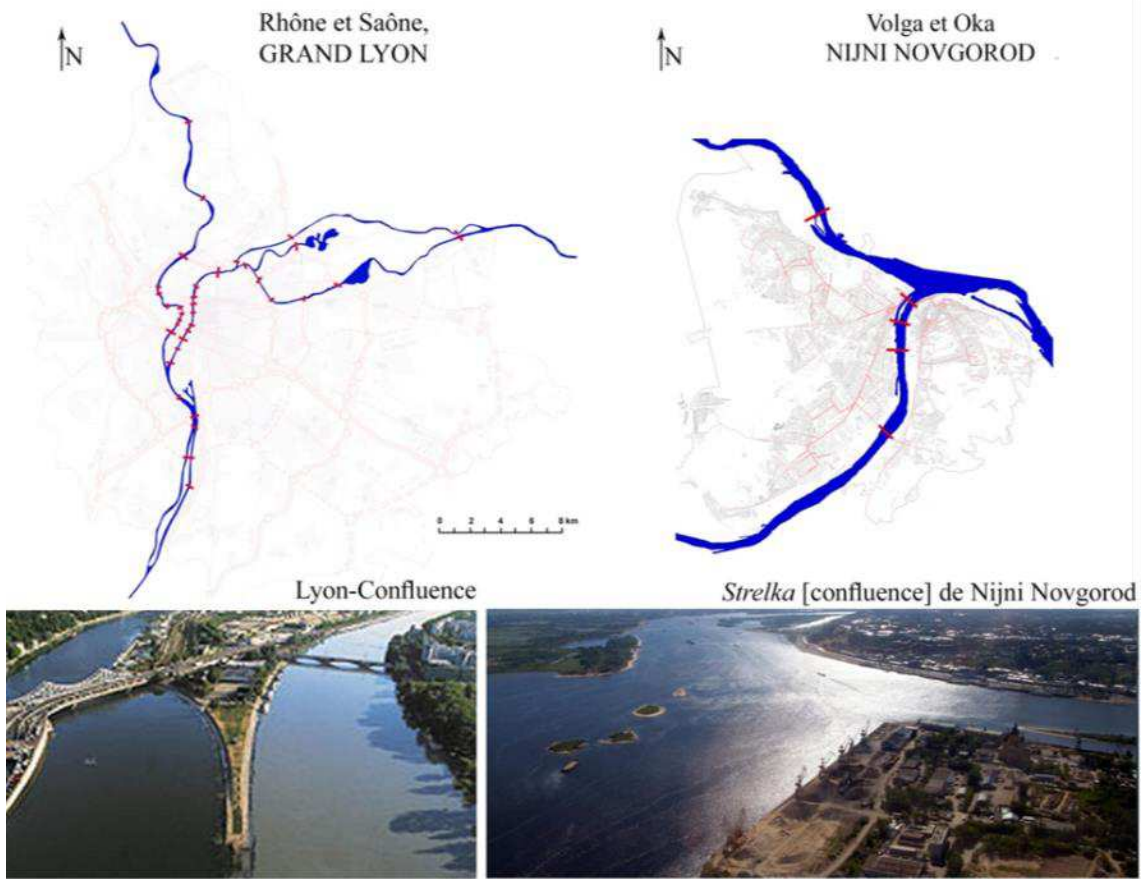 Rhône et Saône,
GRAND LYON
N
Volga et Oka
NIJNI NOVGOROD
N
0 2 4 6 8 km
Lyon-Confluence
Strelka [confluence] de Nijni Novgorod